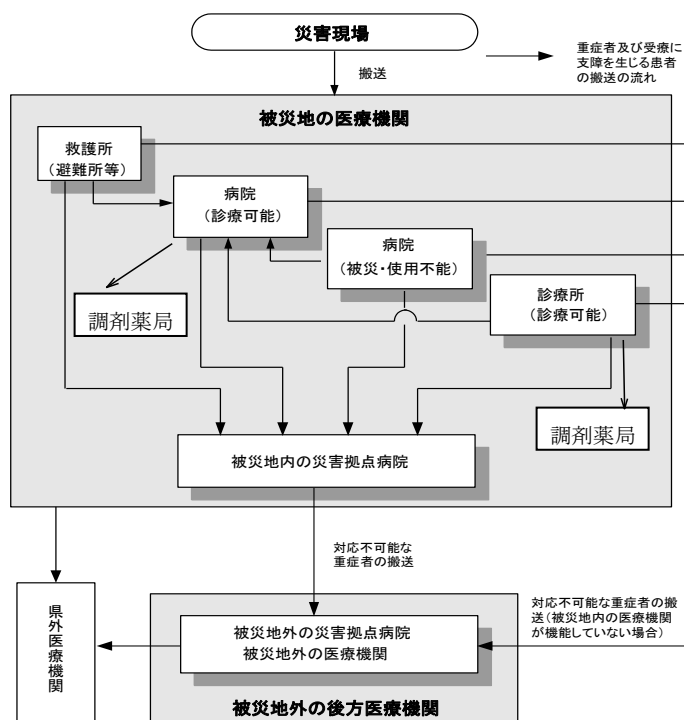 災害現場
重症者及び受療に
支障を生じる患者
の搬送の流れ
搬送
被災地の医療機関
救護所
(避難所等)
病院
(診療可能)
病院
(被災・使用不能)
診療所
(診療可能)
調剤薬局
調剤薬局
被災地内の災害拠点病院
対応不可能な
重症者の搬送
県外医療機関
対応不可能な重症者の搬
送(被災地内の医療機関
が機能していない場合)
被災地外の災害拠点病院
被災地外の医療機関
被災地外の後方医療機関